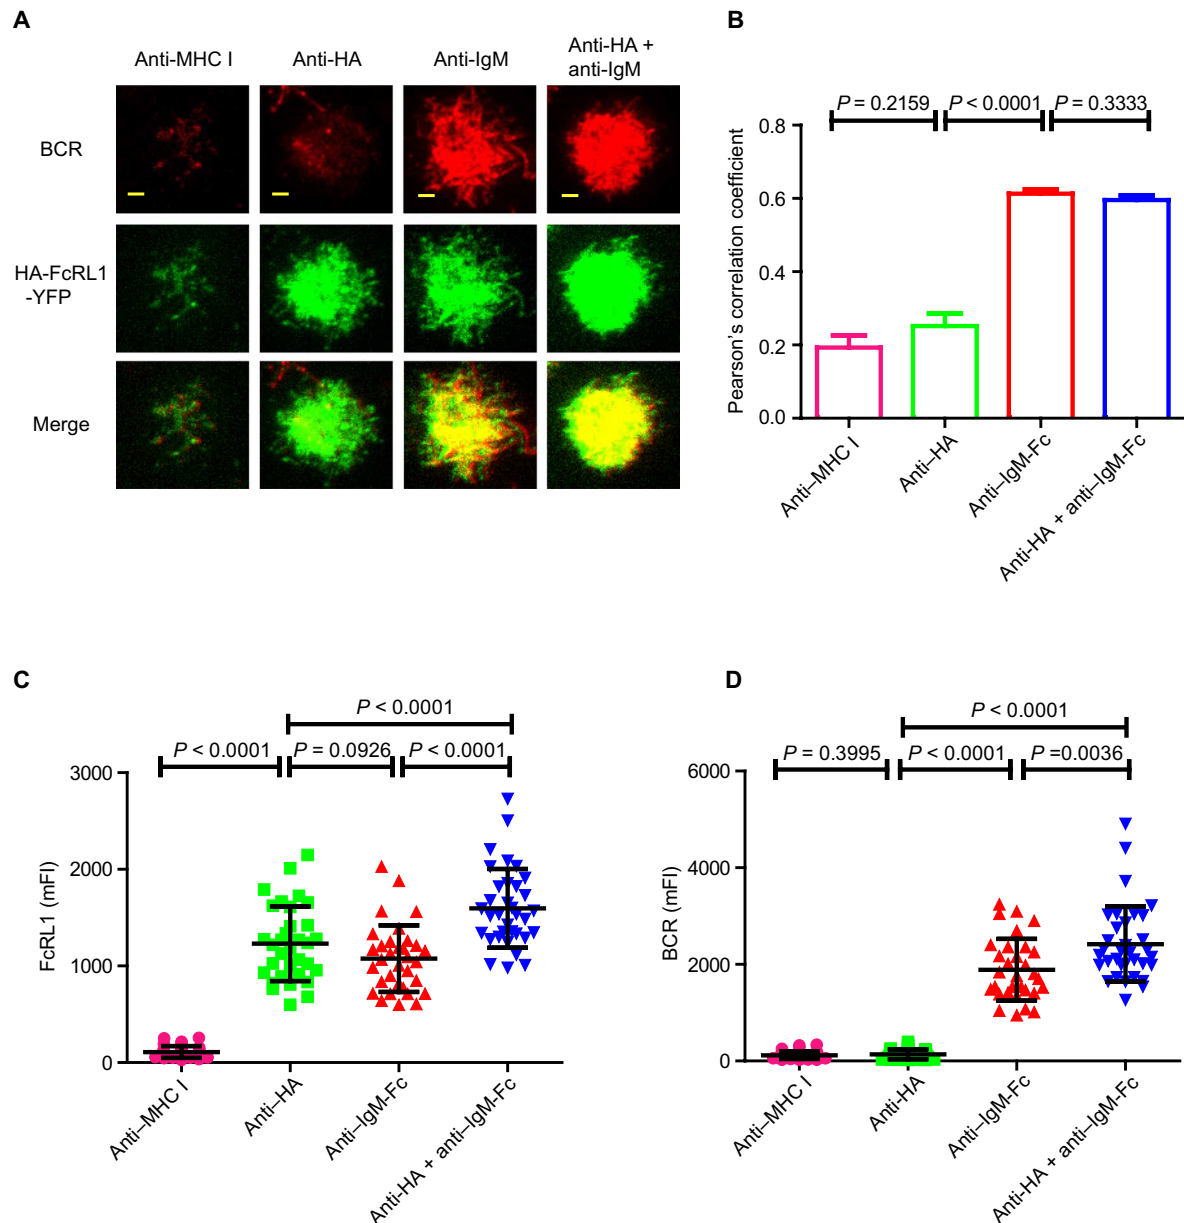 A
Anti-MHC I
Anti-HA
Anti-IgM
Anti-HA +
anti-IgM
BCR
HA-FcRL1
-YFP
Merge
B
P = 0.2159
P < 0.0001
P = 0.3333
Pearson's correlation coefficient
0.8
0.6
0.4
0.2
0.0
Anti–MHC I
Anti–HA
Anti–IgM-Fc
Anti-HA + anti–IgM-Fc
C
P < 0.0001
P < 0.0001
P = 0.0926
P < 0.0001
FcRL1 (mFI)
3000
2000
1000
0
Anti–MHC I
Anti–HA
Anti–IgM-Fc
Anti-HA + anti–IgM-Fc
D
P < 0.0001
P = 0.3995
P < 0.0001
P =0.0036
BCR (mFI)
6000
4000
2000
0
Anti–MHC I
Anti-HA
Anti–IgM-Fc
Anti-HA + anti–IgM-Fc